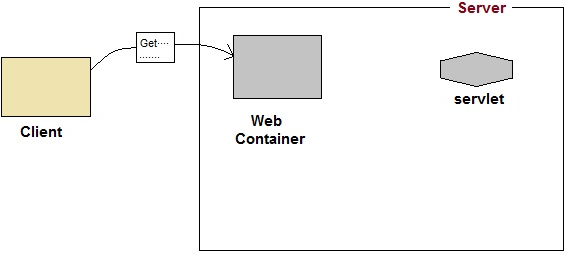 Server
Get....
.......
Client
Web
Container
servlet